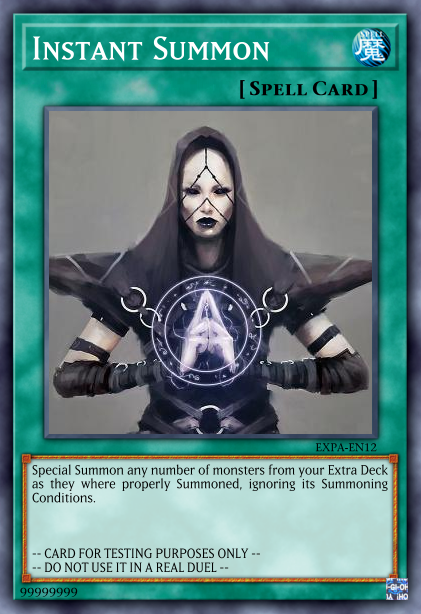 Instant Summon
魔
[ Spell Card ]
EXPA-EN12
Special Summon any number of monsters from your Extra Deck
as they where properly Summoned, ignoring its Summoning
Conditions.
-- CARD FOR TESTING PURPOSES ONLY --
-- DO NOT USE IT IN A REAL DUEL --
99999999